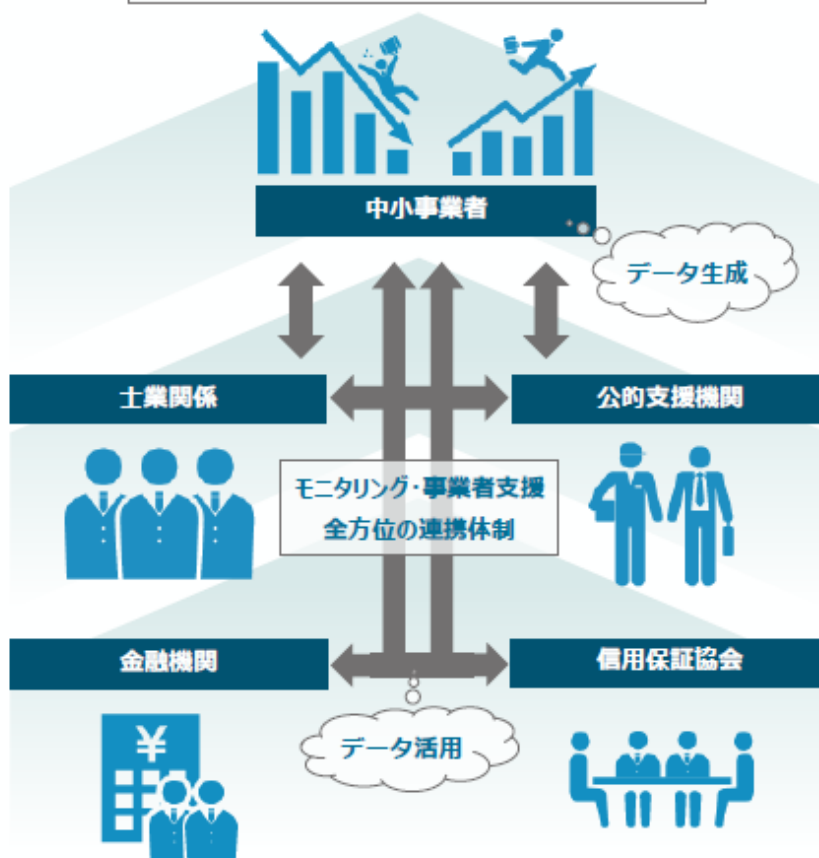 中小事業者
データ生成
士業関係
公的支援機関
モニタリング・事業者支援
全方位の連携体制
金融機関
信用保証協会
¥
データ活用